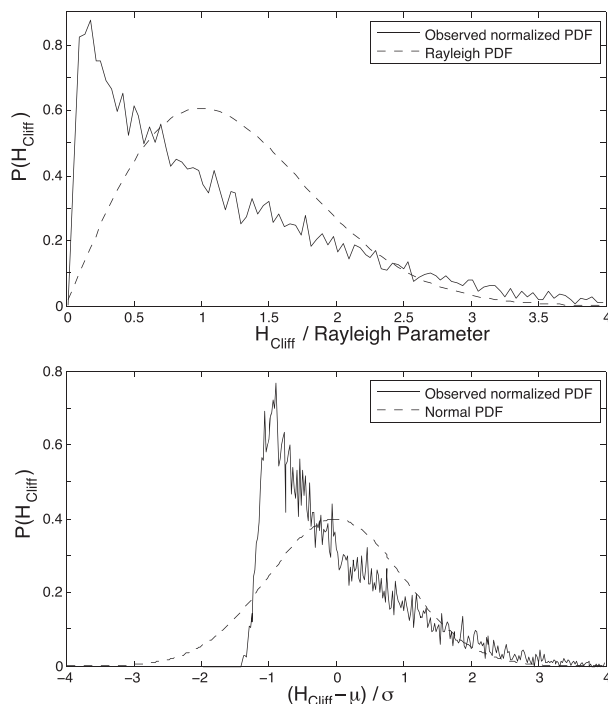 0.8
0.6
0.4
0.2
0
P(H_Cliff)
Observed normalized PDF
Rayleigh PDF
0 0.5 1 1.5 2 2.5 3 3.5 4
H_Cliff / Rayleigh Parameter
0.8
0.6
0.4
0.2
0
P(H_Cliff)
Observed normalized PDF
Normal PDF
−4 −3 −2 −1 0 1 2 3 4
(H_Cliff − μ) / σ